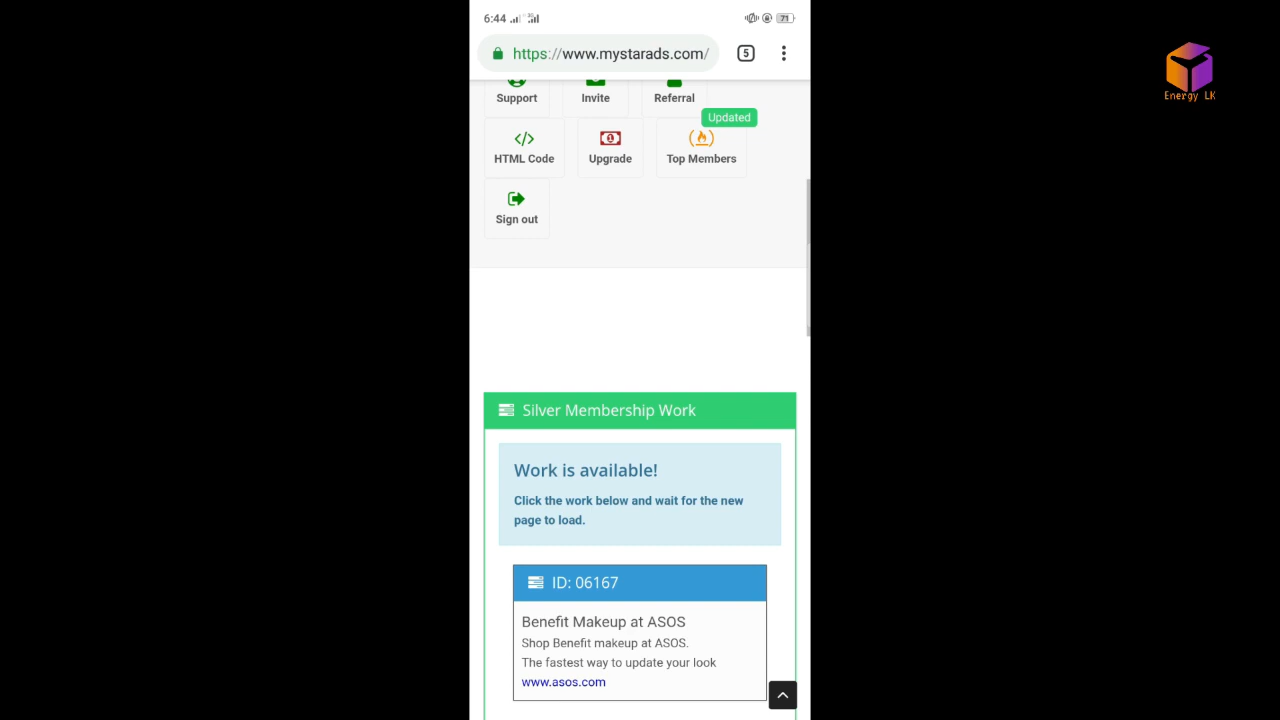 6:44
71
https://www.mystarads.com/
5
Support
Invite
Referral
Updated
HTML Code
Upgrade
Top Members
Sign out
Silver Membership Work
Work is available!
Click the work below and wait for the new
page to load.
ID: 06167
Benefit Makeup at ASOS
Shop Benefit makeup at ASOS.
The fastest way to update your look
www.asos.com
Energy LK